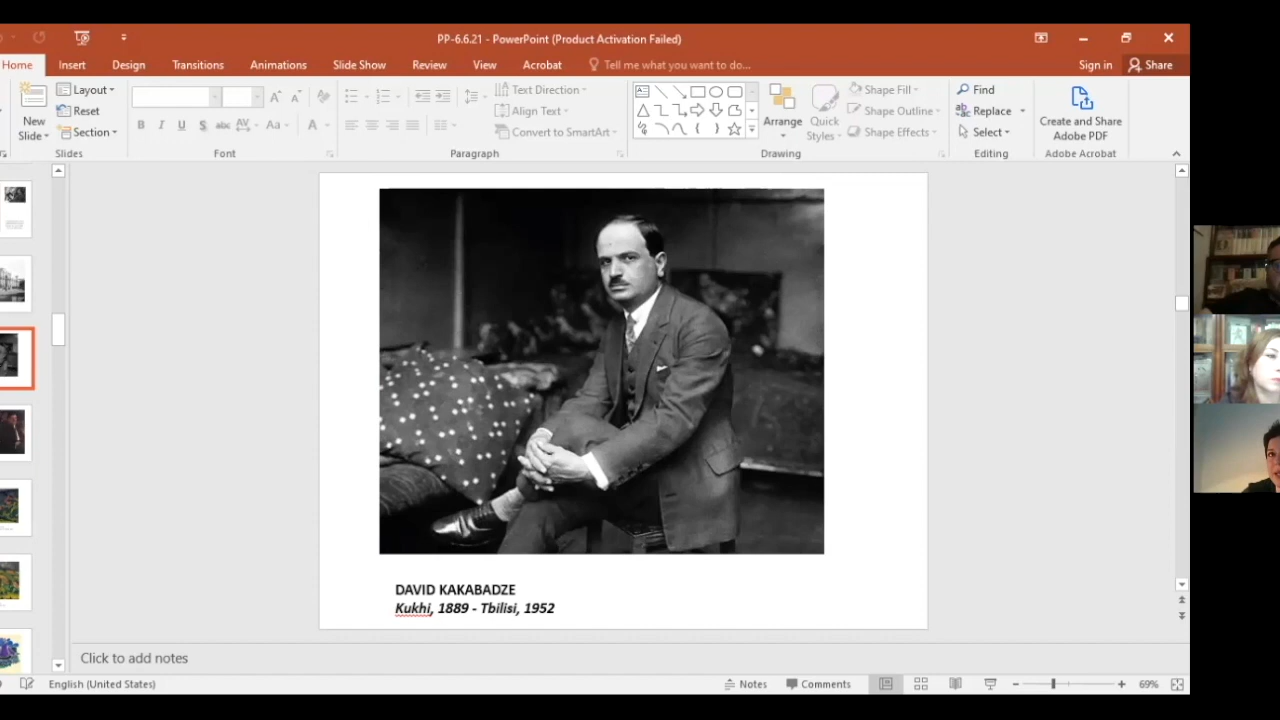 PP-6.6.21 - PowerPoint (Product Activation Failed)
Home Insert Design Transitions Animations Slide Show Review View Acrobat Tell me what you want to do... Sign in Share
New Slide
Layout
Reset
Section
Slides
B I U S abc AV Aa A
Font
Text Direction
Align Text
Convert to SmartArt
Paragraph
Arrange
Quick Styles
Shape Fill
Shape Outline
Shape Effects
Drawing
Find
Replace
Select
Editing
Create and Share Adobe PDF
Adobe Acrobat
DAVID KAKABADZE
Kukhi, 1889 - Tbilisi, 1952
Click to add notes
English (United States) Notes Comments 69%